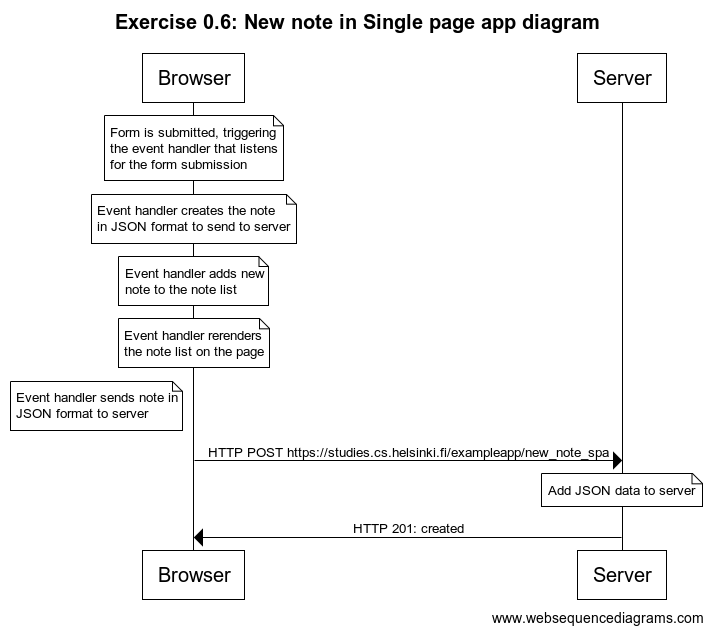 Exercise 0.6: New note in Single page app diagram
Browser
Server
Form is submitted, triggering
the event handler that listens
for the form submission
Event handler creates the note
in JSON format to send to server
Event handler adds new
note to the note list
Event handler rerenders
the note list on the page
Event handler sends note in
JSON format to server
HTTP POST https://studies.cs.helsinki.fi/exampleapp/new_note_spa
Add JSON data to server
HTTP 201: created
Browser
Server
www.websequencediagrams.com